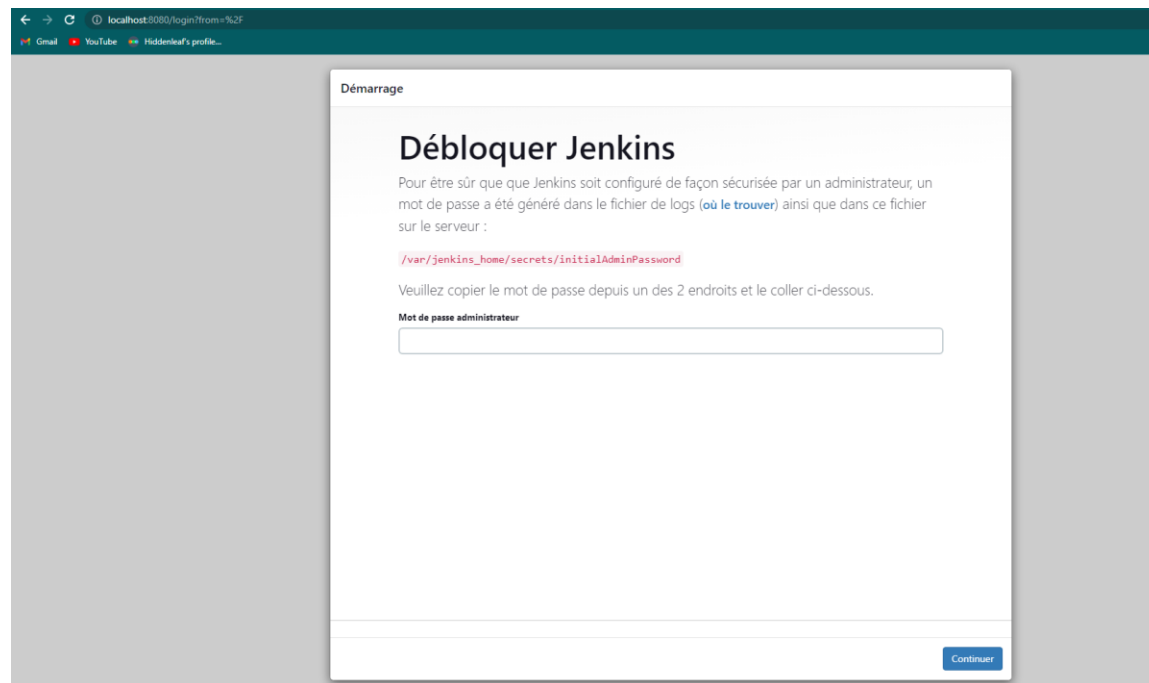 localhost:8080/login?from=%2F
Gmail YouTube Hiddenleaf's profile...
Démarrage
Débloquer Jenkins
Pour être sûr que que Jenkins soit configuré de façon sécurisée par un administrateur, un
mot de passe a été généré dans le fichier de logs (où le trouver) ainsi que dans ce fichier
sur le serveur :
/var/jenkins_home/secrets/initialAdminPassword
Veuillez copier le mot de passe depuis un des 2 endroits et le coller ci-dessous.
Mot de passe administrateur
Continuer